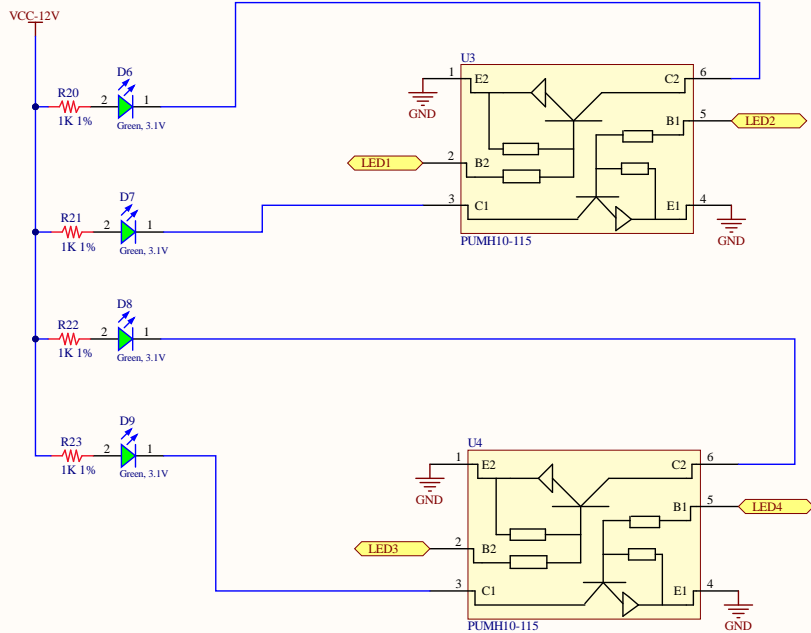 VCC-12V
D6
R20
2
1
1K 1%
Green, 3.1V
U3
1
E2
C2
6
GND
B1
5
LED2
LED1
2
B2
3
C1
E1
4
GND
PUMH10-115
D7
R21
2
1
1K 1%
Green, 3.1V
D8
R22
2
1
1K 1%
Green, 3.1V
D9
R23
2
1
1K 1%
Green, 3.1V
U4
1
E2
C2
6
GND
B1
5
LED4
LED3
2
B2
3
C1
E1
4
GND
PUMH10-115